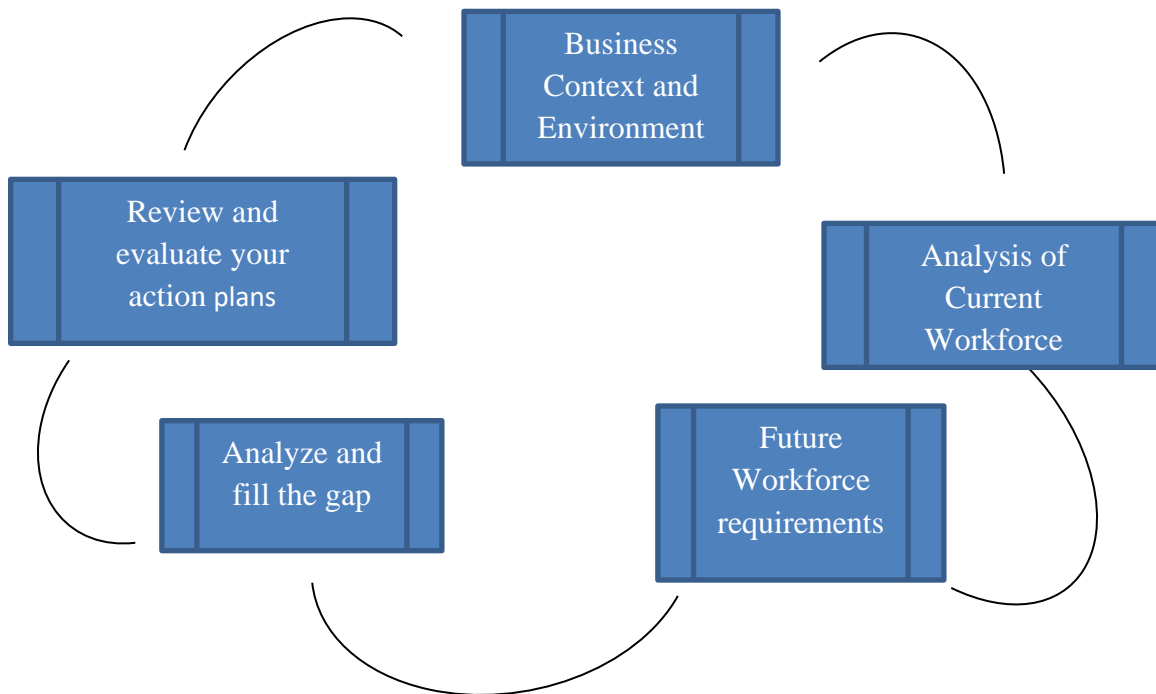 Business
Context and
Environment
Analysis of
Current
Workforce
Future
Workforce
requirements
Analyze and
fill the gap
Review and
evaluate your
action plans